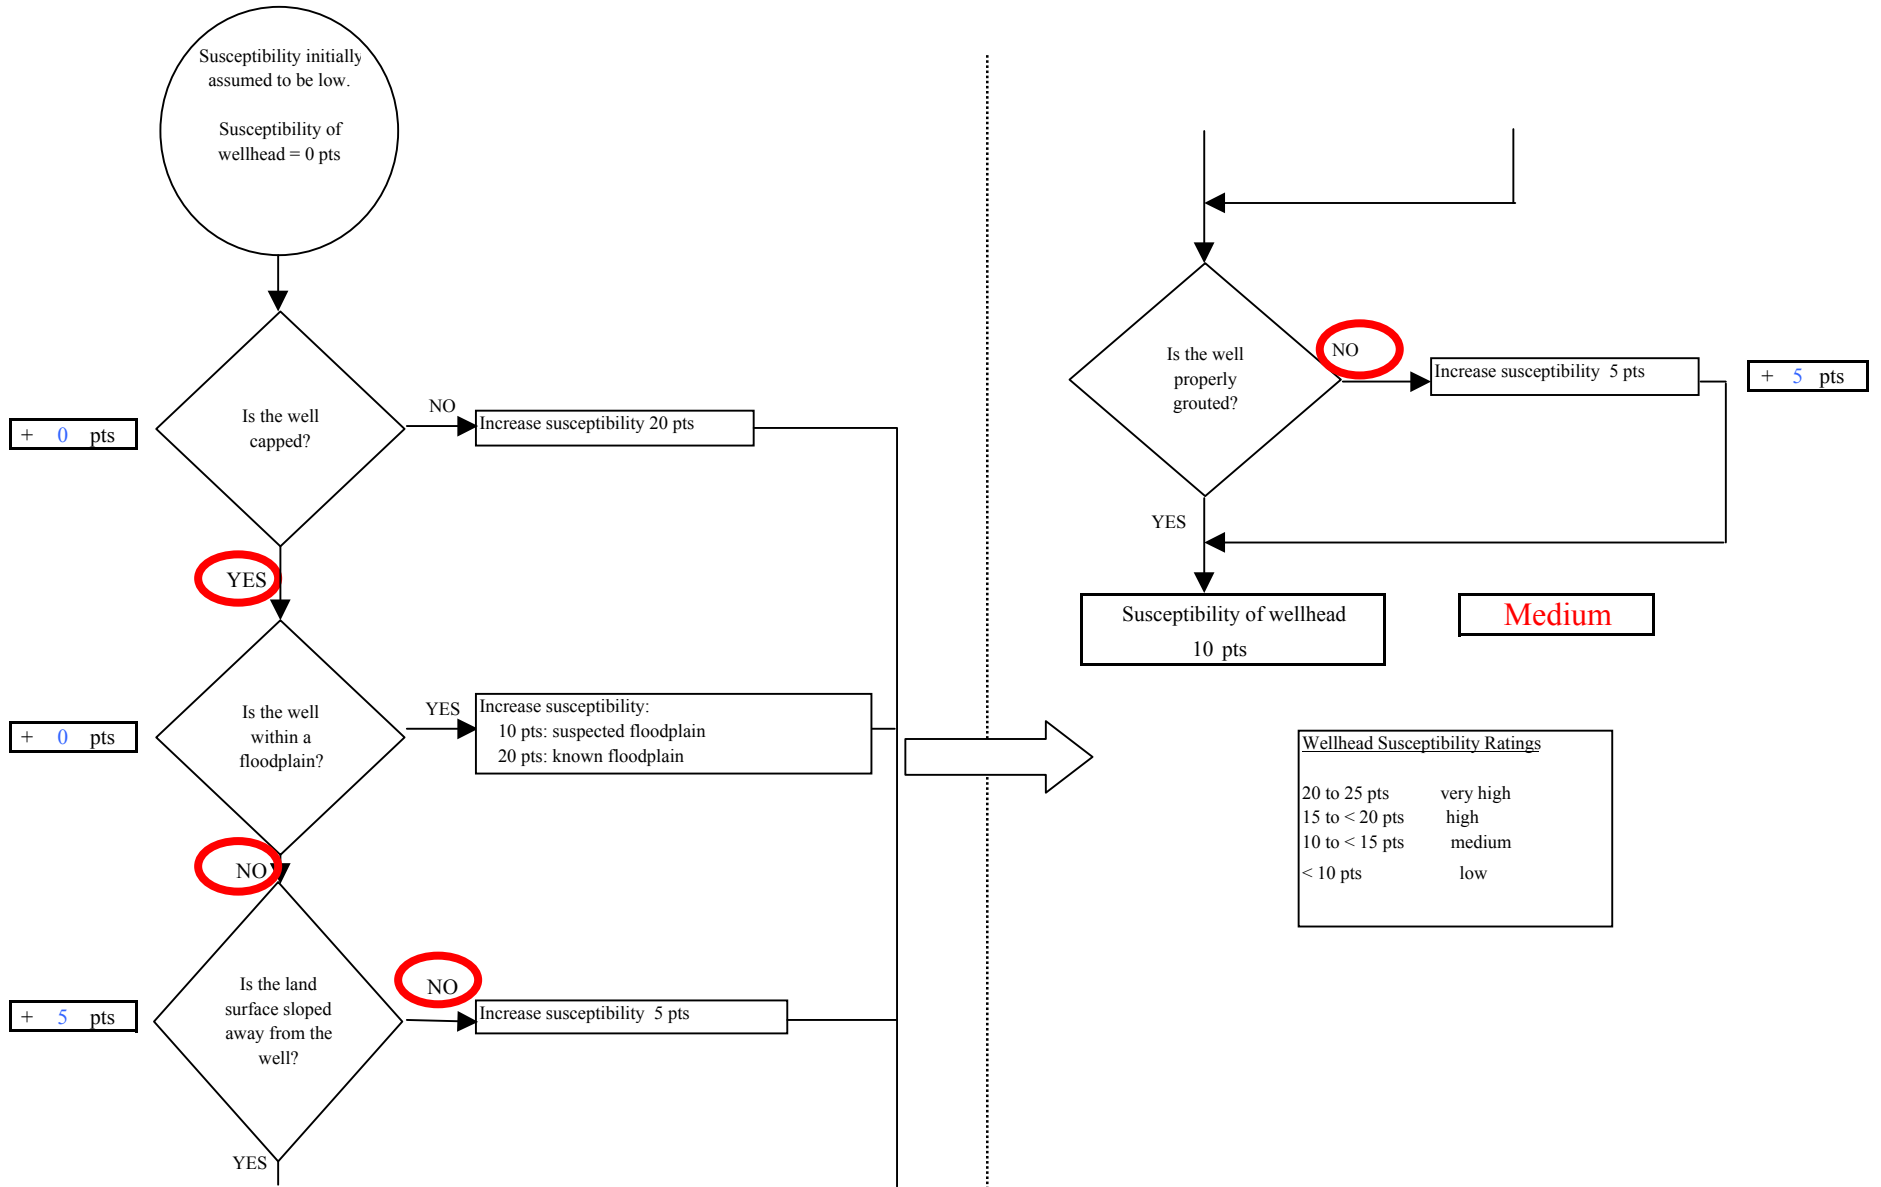 Susceptibility initially
assumed to be low.
Susceptibility of
wellhead = 0 pts
Is the well
capped?
NO
Increase susceptibility 20 pts
+ 0 pts
YES
Is the well
within a
floodplain?
YES
Increase susceptibility:
10 pts: suspected floodplain
20 pts: known floodplain
+ 0 pts
NO
Is the land
surface sloped
away from the
well?
NO
Increase susceptibility 5 pts
+ 5 pts
YES
Is the well
properly
grouted?
NO
Increase susceptibility 5 pts
+ 5 pts
YES
Susceptibility of wellhead
10 pts
Medium
Wellhead Susceptibility Ratings
20 to 25 pts very high
15 to < 20 pts high
10 to < 15 pts medium
< 10 pts low